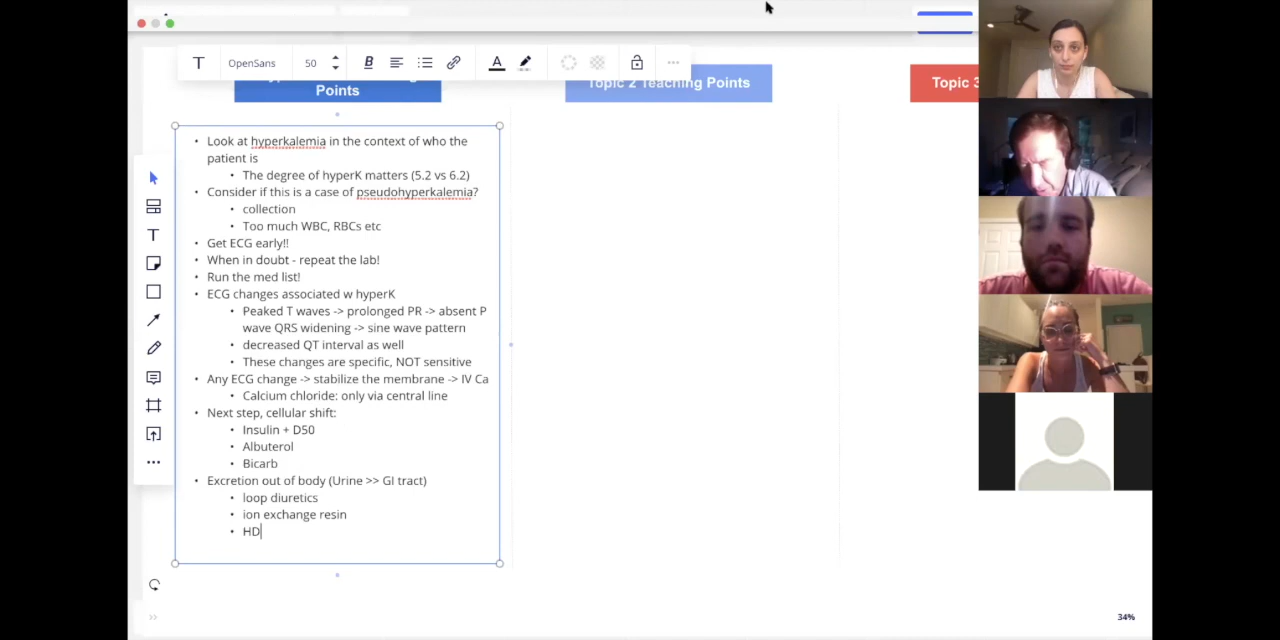 OpenSans
50
B
A
Points
Topic 2 Teaching Points
Topic
• Look at hyperkalemia in the context of who the
patient is
• The degree of hyperK matters (5.2 vs 6.2)
• Consider if this is a case of pseudohyperkalemia?
• collection
• Too much WBC, RBCs etc
• Get ECG early!!
• When in doubt - repeat the lab!
• Run the med list!
• ECG changes associated w hyperK
• Peaked T waves -> prolonged PR -> absent P
wave QRS widening -> sine wave pattern
• decreased QT interval as well
• These changes are specific, NOT sensitive
• Any ECG change -> stabilize the membrane -> IV Ca
• Calcium chloride: only via central line
• Next step, cellular shift:
• Insulin + D50
• Albuterol
• Bicarb
• Excretion out of body (Urine >> GI tract)
• loop diuretics
• ion exchange resin
• HD
34%